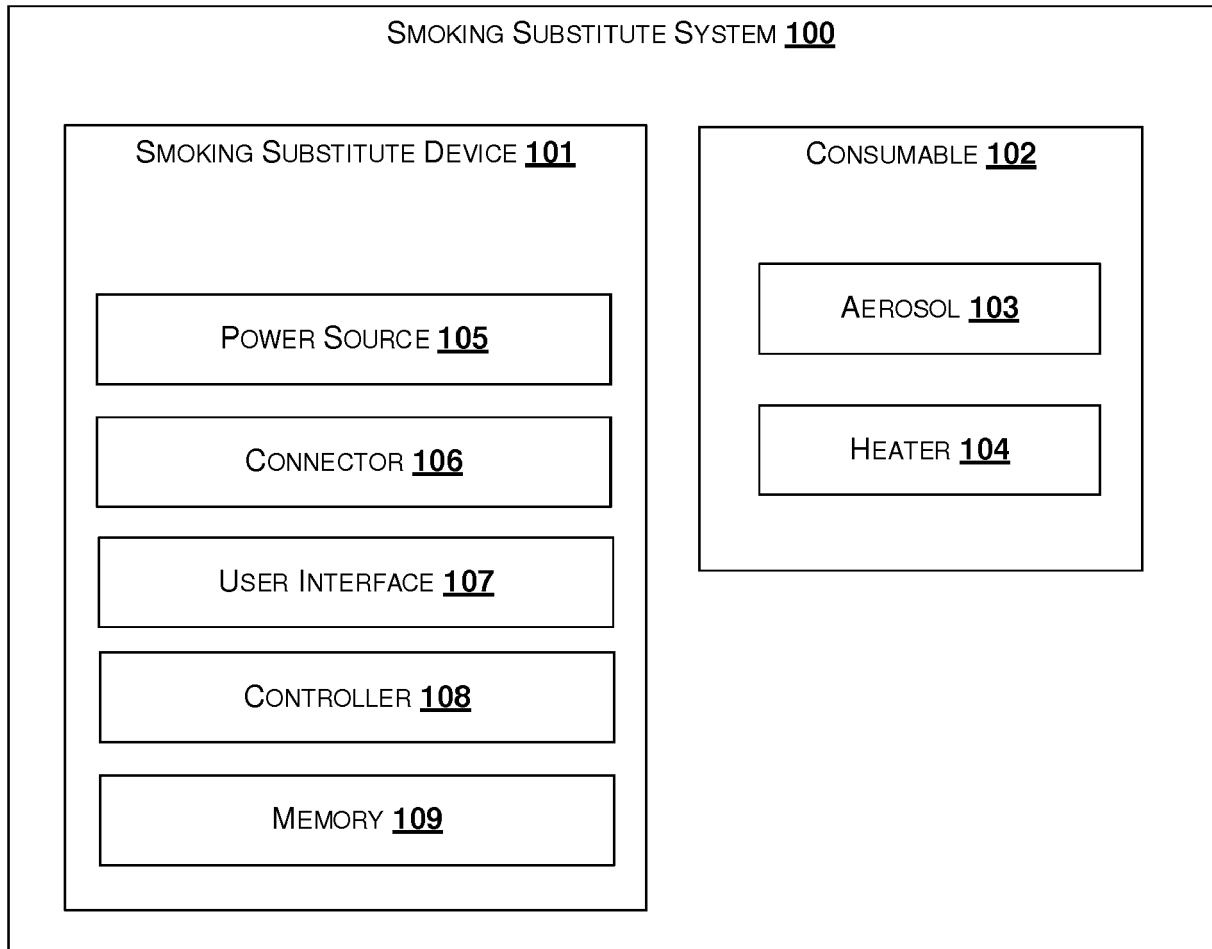 SMOKING SUBSTITUTE SYSTEM 100
SMOKING SUBSTITUTE DEVICE 101
POWER SOURCE 105
CONNECTOR 106
USER INTERFACE 107
CONTROLLER 108
MEMORY 109
CONSUMABLE 102
AEROSOL 103
HEATER 104